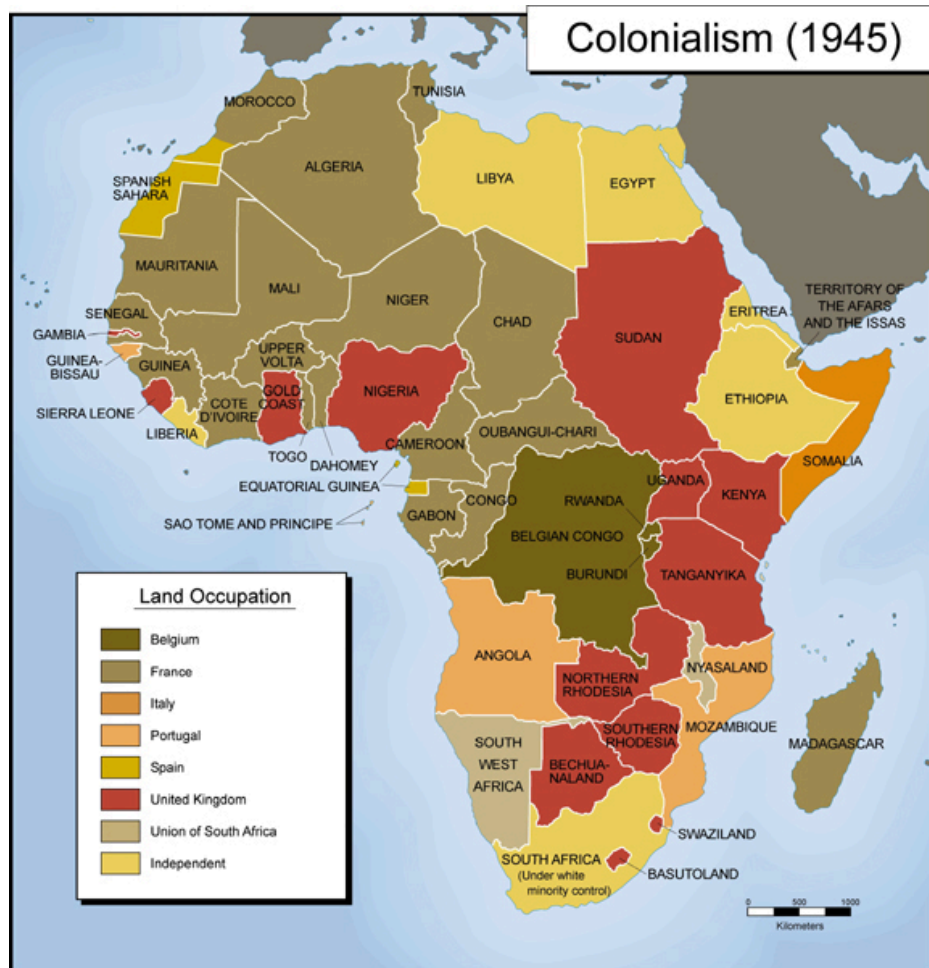 Colonialism (1945)
MOROCCO
TUNISIA
ALGERIA
LIBYA
EGYPT
SPANISH
SAHARA
MAURITANIA
MALI
NIGER
CHAD
SUDAN
ERITREA
TERRITORY OF
THE AFARS
AND THE ISSAS
SENEGAL
GAMBIA
GUINEA-
BISSAU
GUINEA
UPPER
VOLTA
NIGERIA
ETHIOPIA
SIERRA LEONE
COTE
D'IVOIRE
GOLD
COAST
LIBERIA
TOGO
DAHOMEY
CAMEROON
OUBANGUI-CHARI
SOMALIA
EQUATORIAL GUINEA
SAO TOME AND PRINCIPE
GABON
CONGO
RWANDA
UGANDA
KENYA
BELGIAN CONGO
BURUNDI
TANGANYIKA
ANGOLA
NORTHERN
RHODESIA
NYASALAND
MOZAMBIQUE
MADAGASCAR
SOUTH
WEST
AFRICA
SOUTHERN
RHODESIA
BECHUA-
NALAND
SWAZILAND
SOUTH AFRICA
(Under white
minority control)
BASUTOLAND
Land Occupation
Belgium
France
Italy
Portugal
Spain
United Kingdom
Union of South Africa
Independent
0 500 1000
Kilometers